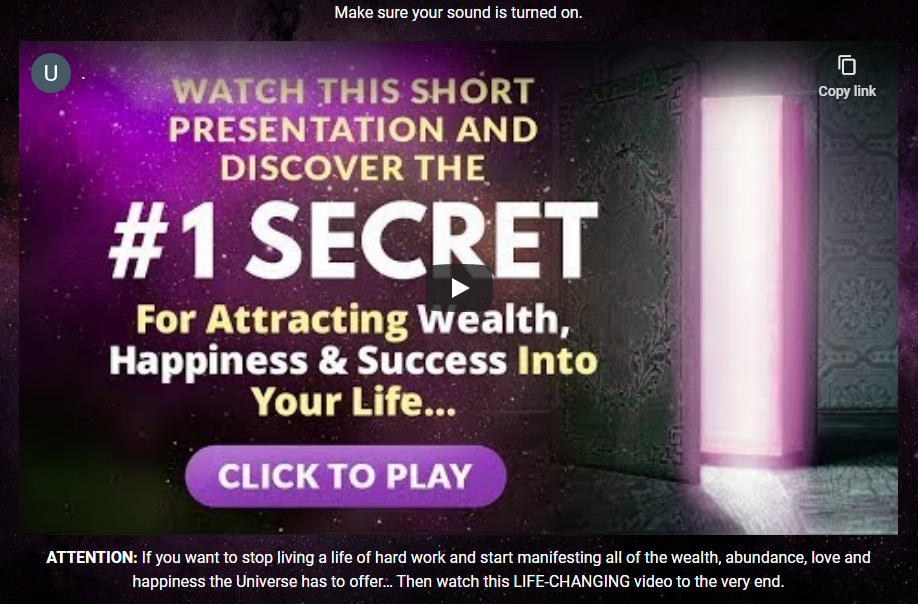 Make sure your sound is turned on.
U .
Copy link
WATCH THIS SHORT
PRESENTATION AND
DISCOVER THE
#1 SECRET
For Attracting Wealth,
Happiness & Success Into
Your Life...
CLICK TO PLAY
ATTENTION: If you want to stop living a life of hard work and start manifesting all of the wealth, abundance, love and
happiness the Universe has to offer... Then watch this LIFE-CHANGING video to the very end.